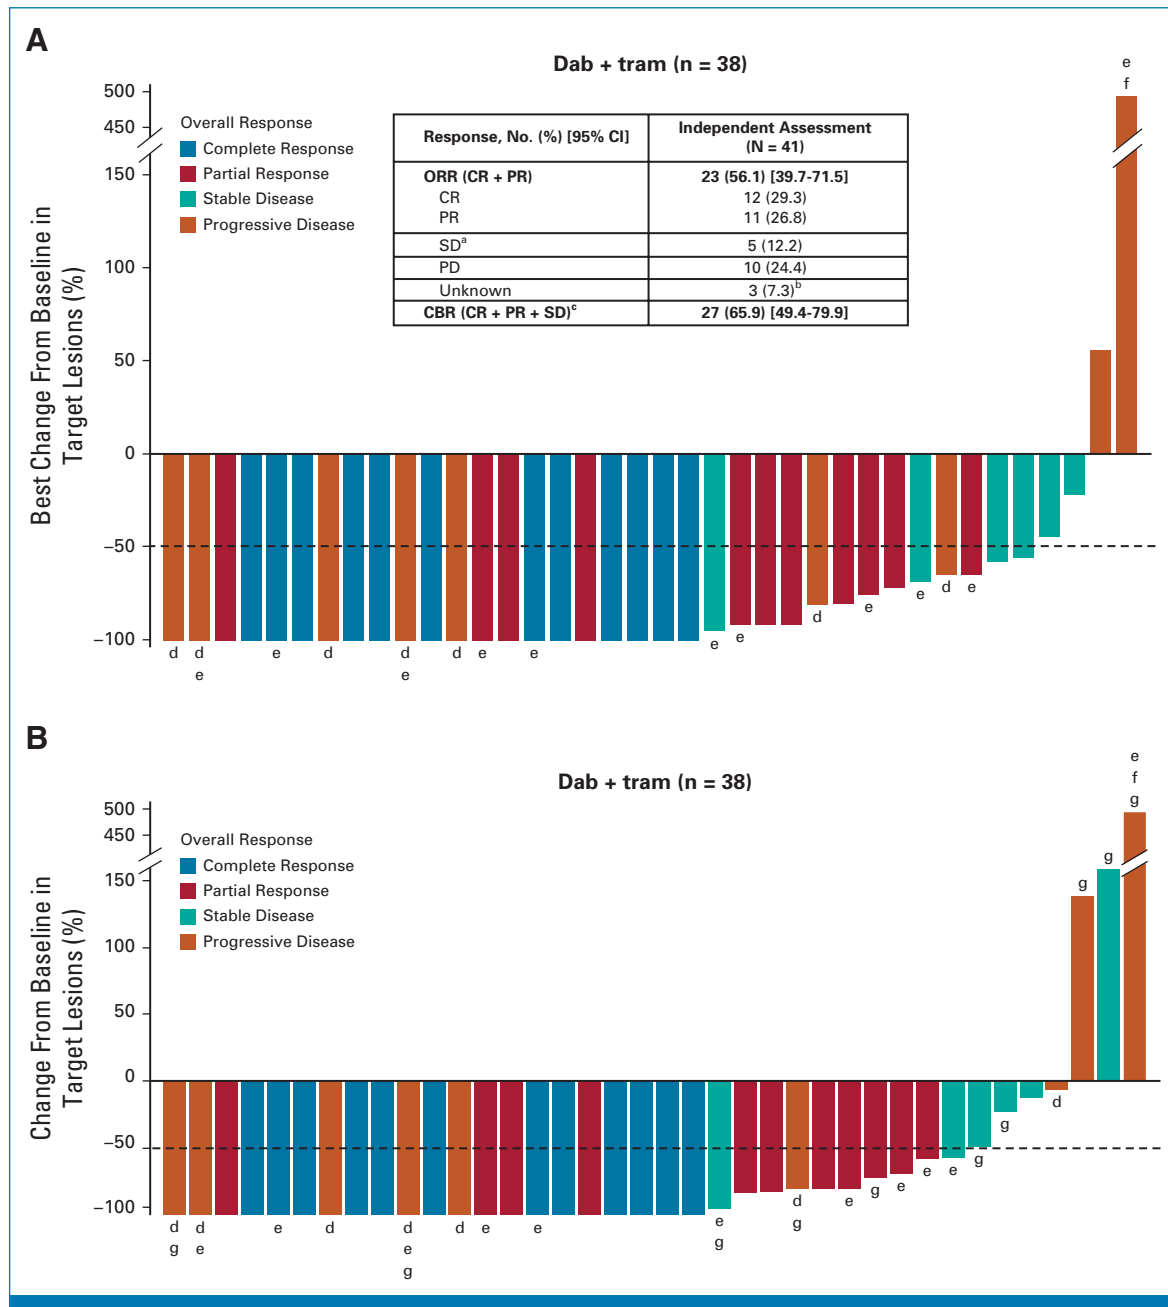 A
Dab + tram (n = 38)
Best Change From Baseline in
Target Lesions (%)
500
450
150
100
50
0
−50
−100
Overall Response
Complete Response
Partial Response
Stable Disease
Progressive Disease
Response, No. (%) [95% CI] Independent Assessment (N = 41)
ORR (CR + PR) 23 (56.1) [39.7-71.5]
CR 12 (29.3)
PR 11 (26.8)
SDa 5 (12.2)
PD 10 (24.4)
Unknown 3 (7.3)b
CBR (CR + PR + SD)c 27 (65.9) [49.4-79.9]
e
f
d d e d d d e e e e d e e d e
e e
B
Dab + tram (n = 38)
Change From Baseline in
Target Lesions (%)
500
450
150
100
50
0
−50
−100
Overall Response
Complete Response
Partial Response
Stable Disease
Progressive Disease
e
f
g
g g
d d e d d d e e e d e g e e e g g d
g e e g g
g